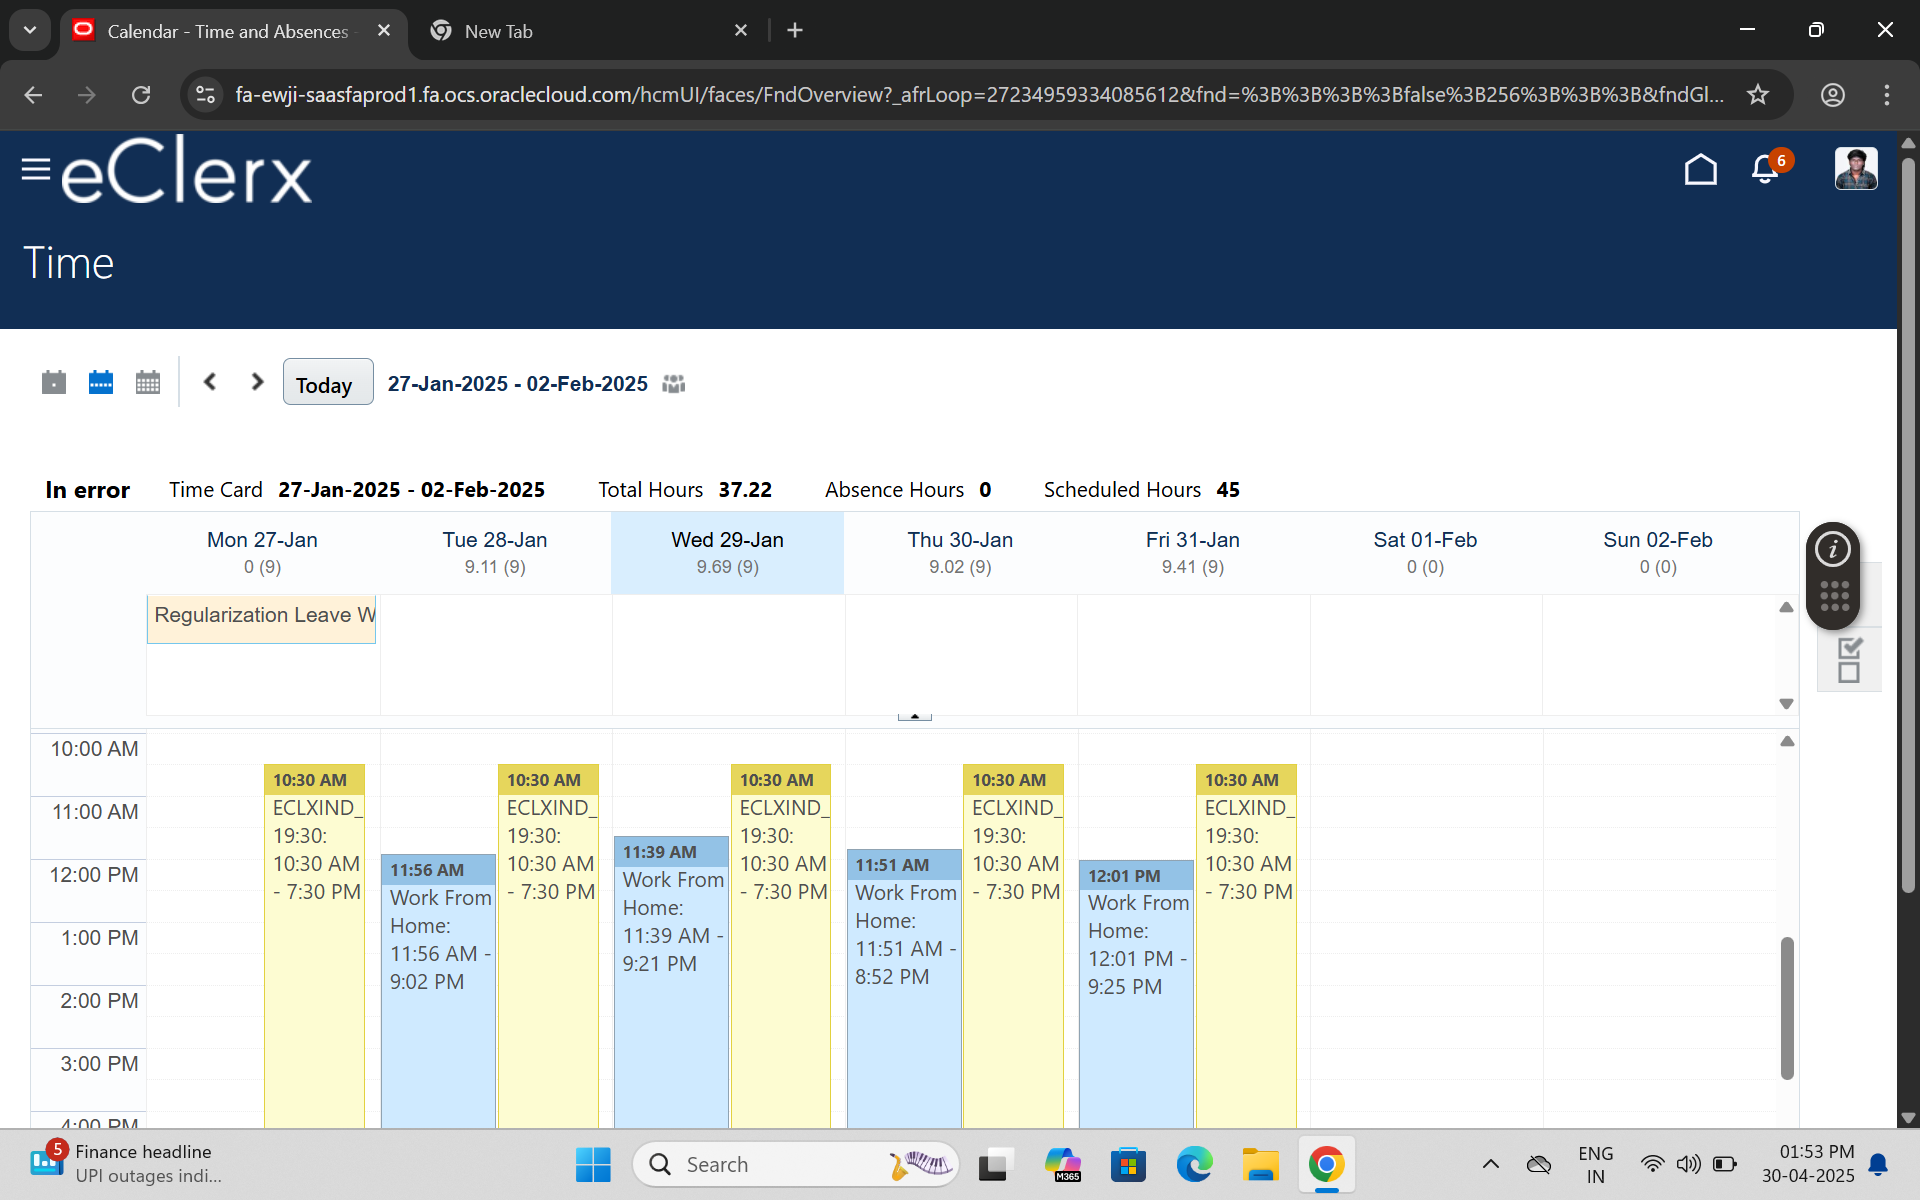 Calendar - Time and Absences -
New Tab
fa-ewji-saasfaprod1.fa.ocs.oraclecloud.com/hcmUI/faces/FndOverview?_afrLoop=27234959334085612&fnd=%3B%3B%3B%3Bfalse%3B256%3B%3B%3B&fndGl...
eClerx
6
Time
Today
27-Jan-2025 - 02-Feb-2025
In error Time Card 27-Jan-2025 - 02-Feb-2025 Total Hours 37.22 Absence Hours 0 Scheduled Hours 45
Mon 27-Jan Tue 28-Jan Wed 29-Jan Thu 30-Jan Fri 31-Jan Sat 01-Feb Sun 02-Feb
0 (9) 9.11 (9) 9.69 (9) 9.02 (9) 9.41 (9) 0 (0) 0 (0)
Regularization Leave W
10:00 AM
11:00 AM
12:00 PM
1:00 PM
2:00 PM
3:00 PM
4:00 PM
10:30 AM
ECLXIND_
19:30:
10:30 AM
- 7:30 PM
11:56 AM
Work From
Home:
11:56 AM -
9:02 PM
10:30 AM
ECLXIND_
19:30:
10:30 AM
- 7:30 PM
11:39 AM
Work From
Home:
11:39 AM -
9:21 PM
10:30 AM
ECLXIND_
19:30:
10:30 AM
- 7:30 PM
11:51 AM
Work From
Home:
11:51 AM -
8:52 PM
10:30 AM
ECLXIND_
19:30:
10:30 AM
- 7:30 PM
12:01 PM
Work From
Home:
12:01 PM -
9:25 PM
10:30 AM
ECLXIND_
19:30:
10:30 AM
- 7:30 PM
i
5
Finance headline
UPI outages indi...
Search
M365
ENG
IN
01:53 PM
30-04-2025